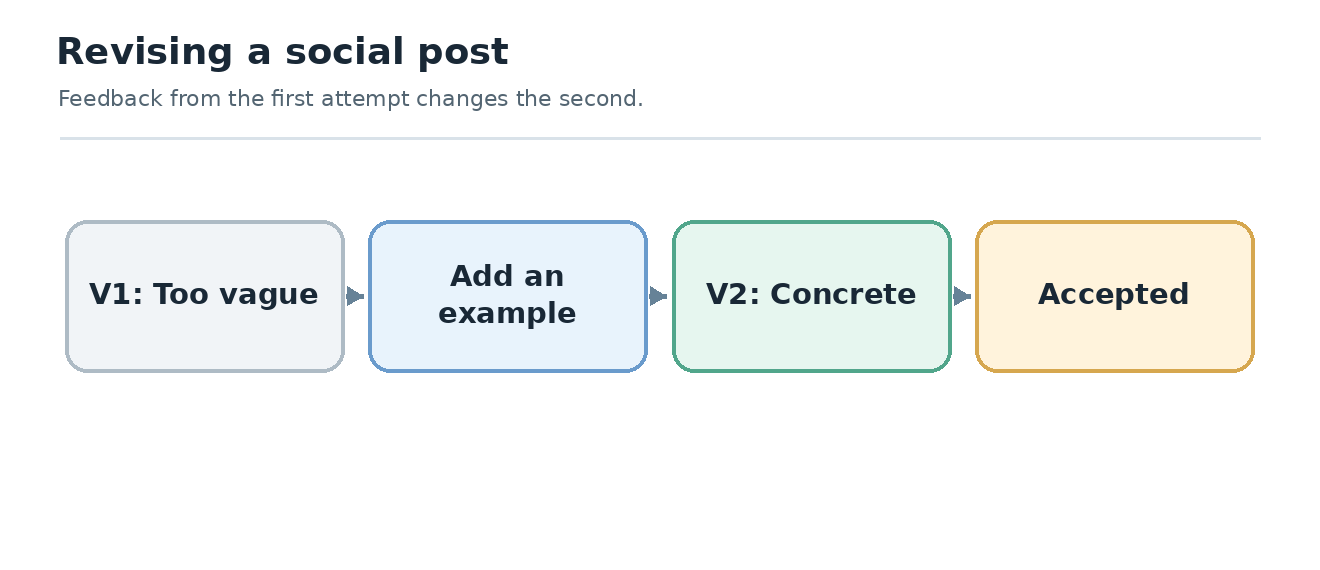 Revising a social post
Feedback from the first attempt changes the second.
V1: Too vague
Add an
example
V2: Concrete
Accepted